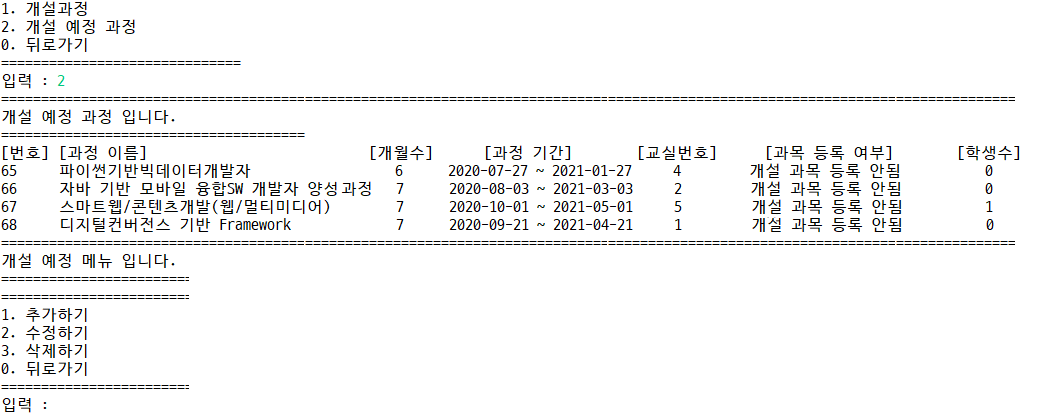 1. 개설과정
2. 개설 예정 과정
0. 뒤로가기
==============================
입력 : 2
===============================================================================================================================
개설 예정 과정 입니다.
======================================
[번호] [과정 이름] [개월수] [과정 기간] [교실번호] [과목 등록 여부] [학생수]
65 파이썬기반빅데이터개발자 6 2020-07-27 ~ 2021-01-27 4 개설 과목 등록 안됨 0
66 자바 기반 모바일 융합SW 개발자 양성과정 7 2020-08-03 ~ 2021-03-03 2 개설 과목 등록 안됨 0
67 스마트웹/콘텐츠개발(웹/멀티미디어) 7 2020-10-01 ~ 2021-05-01 5 개설 과목 등록 안됨 1
68 디지털컨버전스 기반 Framework 7 2020-09-21 ~ 2021-04-21 1 개설 과목 등록 안됨 0
===============================================================================================================================
개설 예정 메뉴 입니다.
========================
========================
1. 추가하기
2. 수정하기
3. 삭제하기
0. 뒤로가기
========================
입력 :